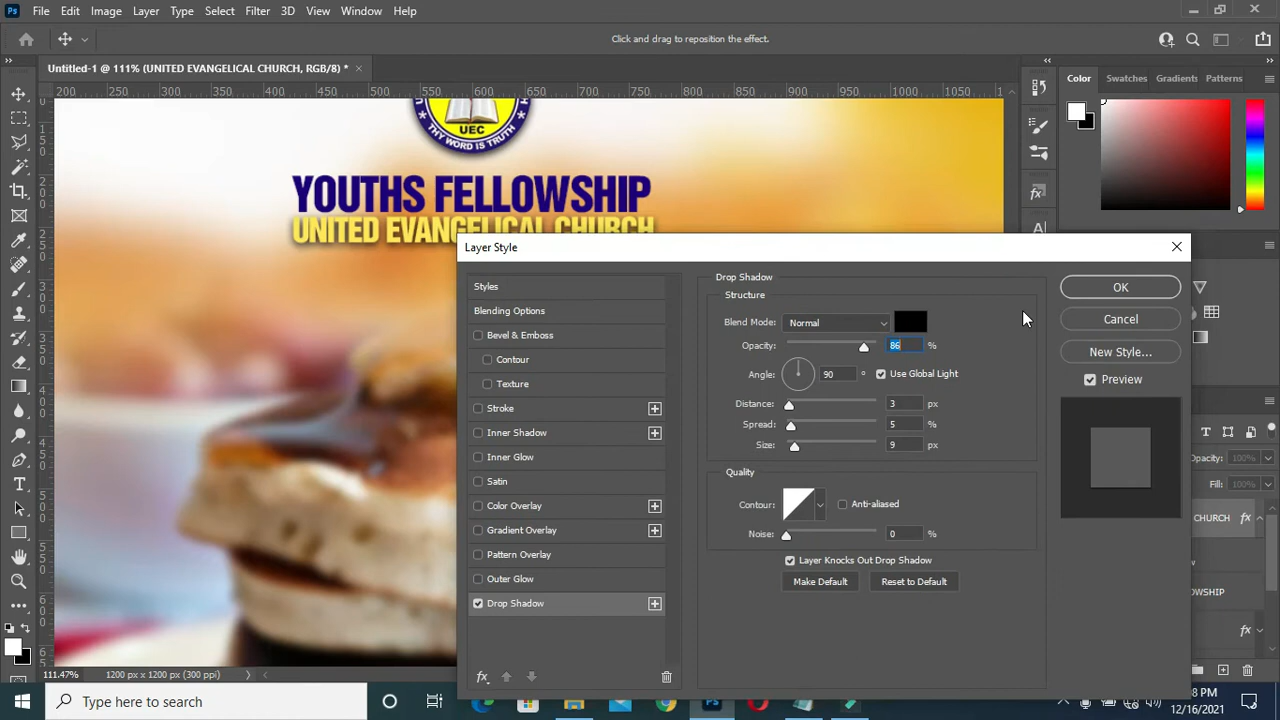 Ps File Edit Image Layer Type Select Filter 3D View Window Help
Click and drag to reposition the effect.
Untitled-1 @ 111% (UNITED EVANGELICAL CHURCH, RGB/8) *
Color Swatches Gradients Patterns
200 250 300 350 400 450 500 550 600 650 700 750 800 850 900 950 1000 1050
UEC
THY WORD IS TRUTH
YOUTHS FELLOWSHIP
UNITED EVANGELICAL CHURCH
Layer Style
Styles
Blending Options
Bevel & Emboss
Contour
Texture
Stroke
Inner Shadow
Inner Glow
Satin
Color Overlay
Gradient Overlay
Pattern Overlay
Outer Glow
Drop Shadow
fx
Drop Shadow
Structure
Blend Mode: Normal
Opacity: 86 %
Angle: 90 ° Use Global Light
Distance: 3 px
Spread: 5 %
Size: 9 px
Quality
Contour: Anti-aliased
Noise: 0 %
Layer Knocks Out Drop Shadow
Make Default Reset to Default
OK
Cancel
New Style...
Preview
100%
Fill: 100%
CHURCH fx
fx
111.47% 1200 px x 1200 px (300 ppi)
Type here to search
Ps
12/16/2021